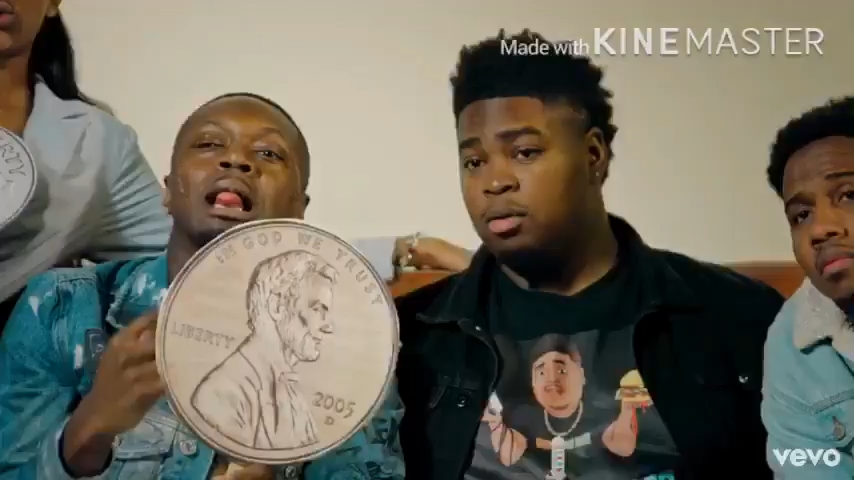 Made with KINEMASTER
IN GOD WE TRUST
LIBERTY
2005
D
vevo